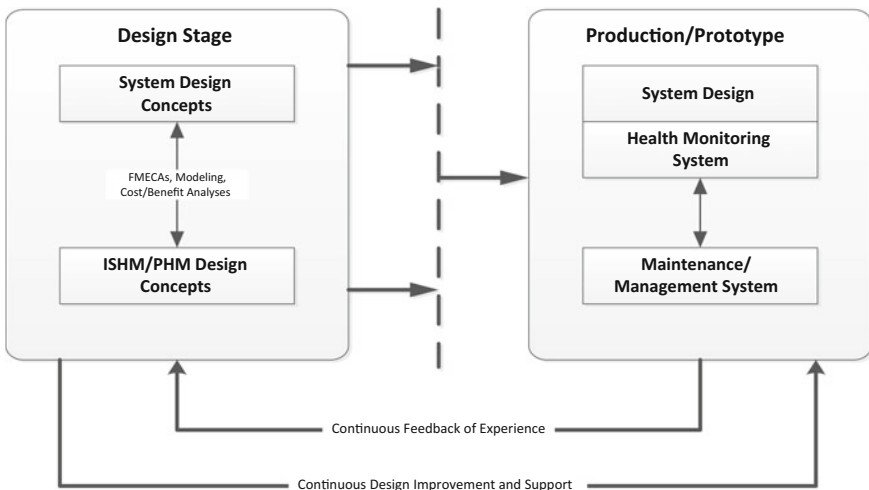 Design Stage
System Design
Concepts
FMECAs, Modeling,
Cost/Benefit Analyses
ISHM/PHM Design
Concepts
Production/Prototype
System Design
Health Monitoring
System
Maintenance/
Management System
Continuous Feedback of Experience
Continuous Design Improvement and Support